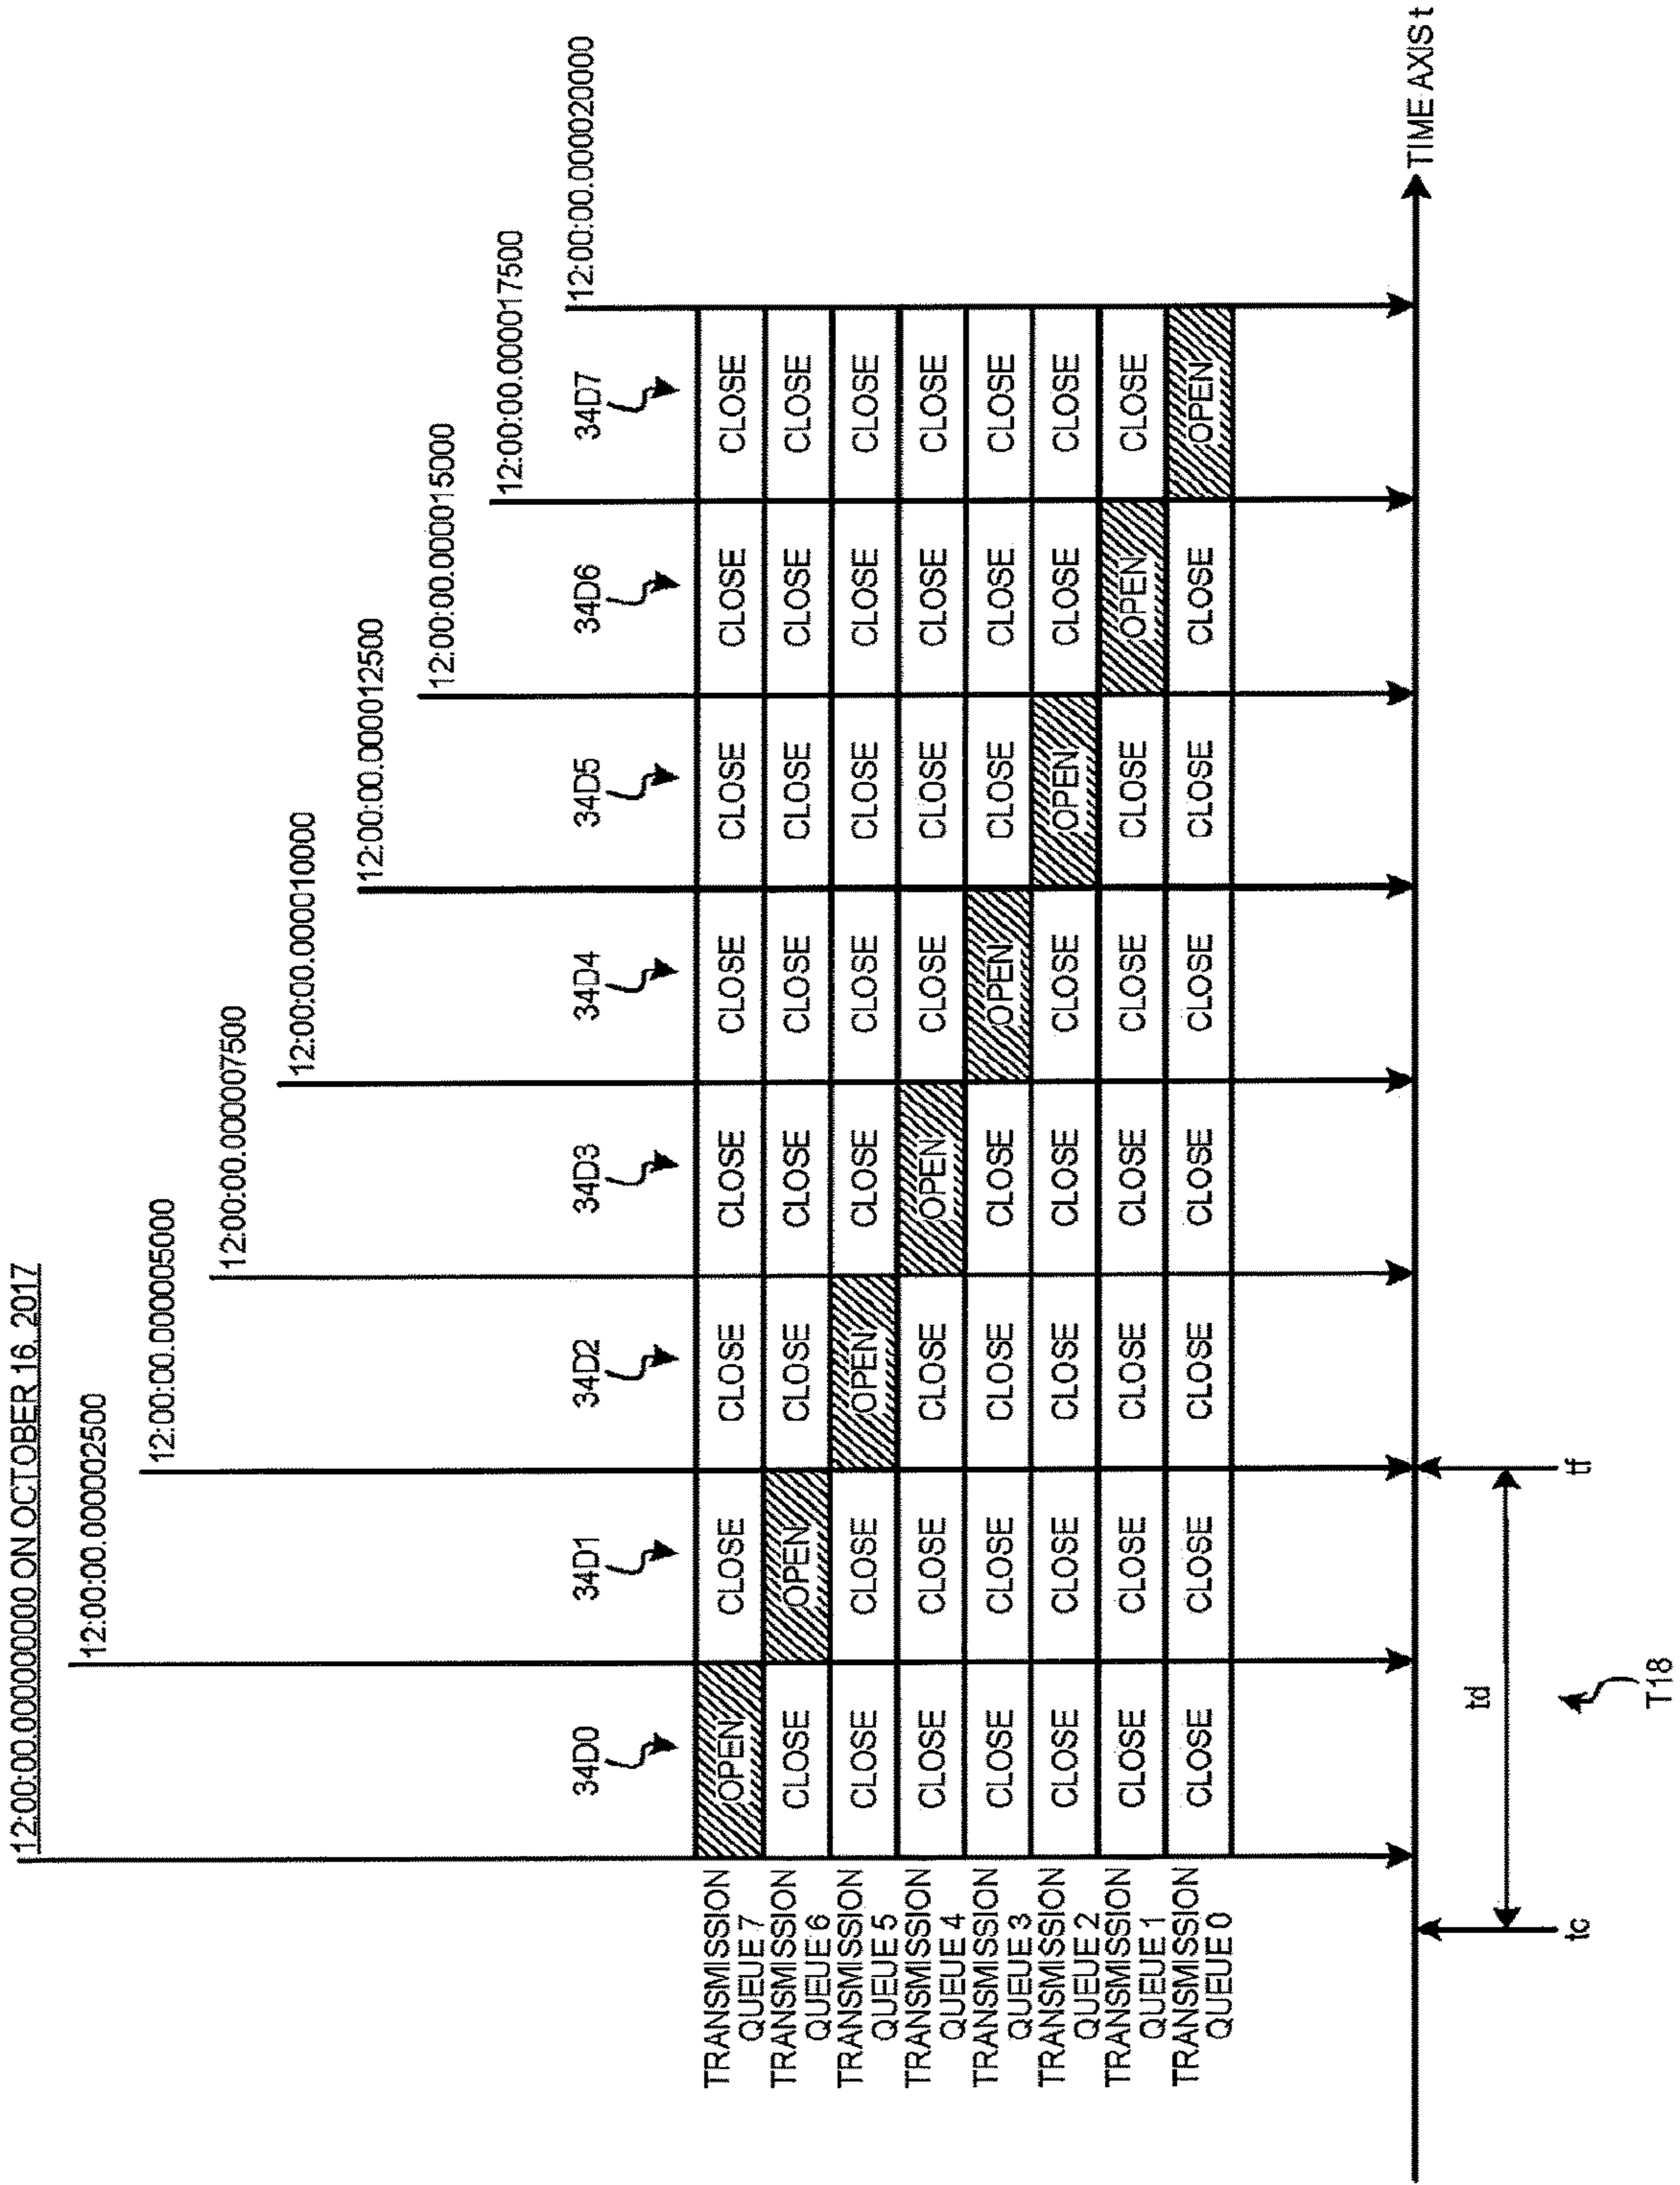 12:00:00.000000000 ON OCTOBER 16, 2017
12:00:00.000002500
12:00:00.000005000
12:00:00.000007500
12:00:00.000010000
12:00:00.000012500
12:00:00.000015000
12:00:00.000017500
12:00:00.000020000
34D0 34D1 34D2 34D3 34D4 34D5 34D6 34D7
TRANSMISSION
QUEUE 7
OPEN CLOSE CLOSE CLOSE CLOSE CLOSE CLOSE CLOSE
TRANSMISSION
QUEUE 6
CLOSE OPEN CLOSE CLOSE CLOSE CLOSE CLOSE CLOSE
TRANSMISSION
QUEUE 5
CLOSE CLOSE OPEN CLOSE CLOSE CLOSE CLOSE CLOSE
TRANSMISSION
QUEUE 4
CLOSE CLOSE CLOSE OPEN CLOSE CLOSE CLOSE CLOSE
TRANSMISSION
QUEUE 3
CLOSE CLOSE CLOSE CLOSE OPEN CLOSE CLOSE CLOSE
TRANSMISSION
QUEUE 2
CLOSE CLOSE CLOSE CLOSE CLOSE OPEN CLOSE CLOSE
TRANSMISSION
QUEUE 1
CLOSE CLOSE CLOSE CLOSE CLOSE CLOSE OPEN CLOSE
TRANSMISSION
QUEUE 0
CLOSE CLOSE CLOSE CLOSE CLOSE CLOSE CLOSE OPEN
TIME AXIS t
td
tc
tf
T18